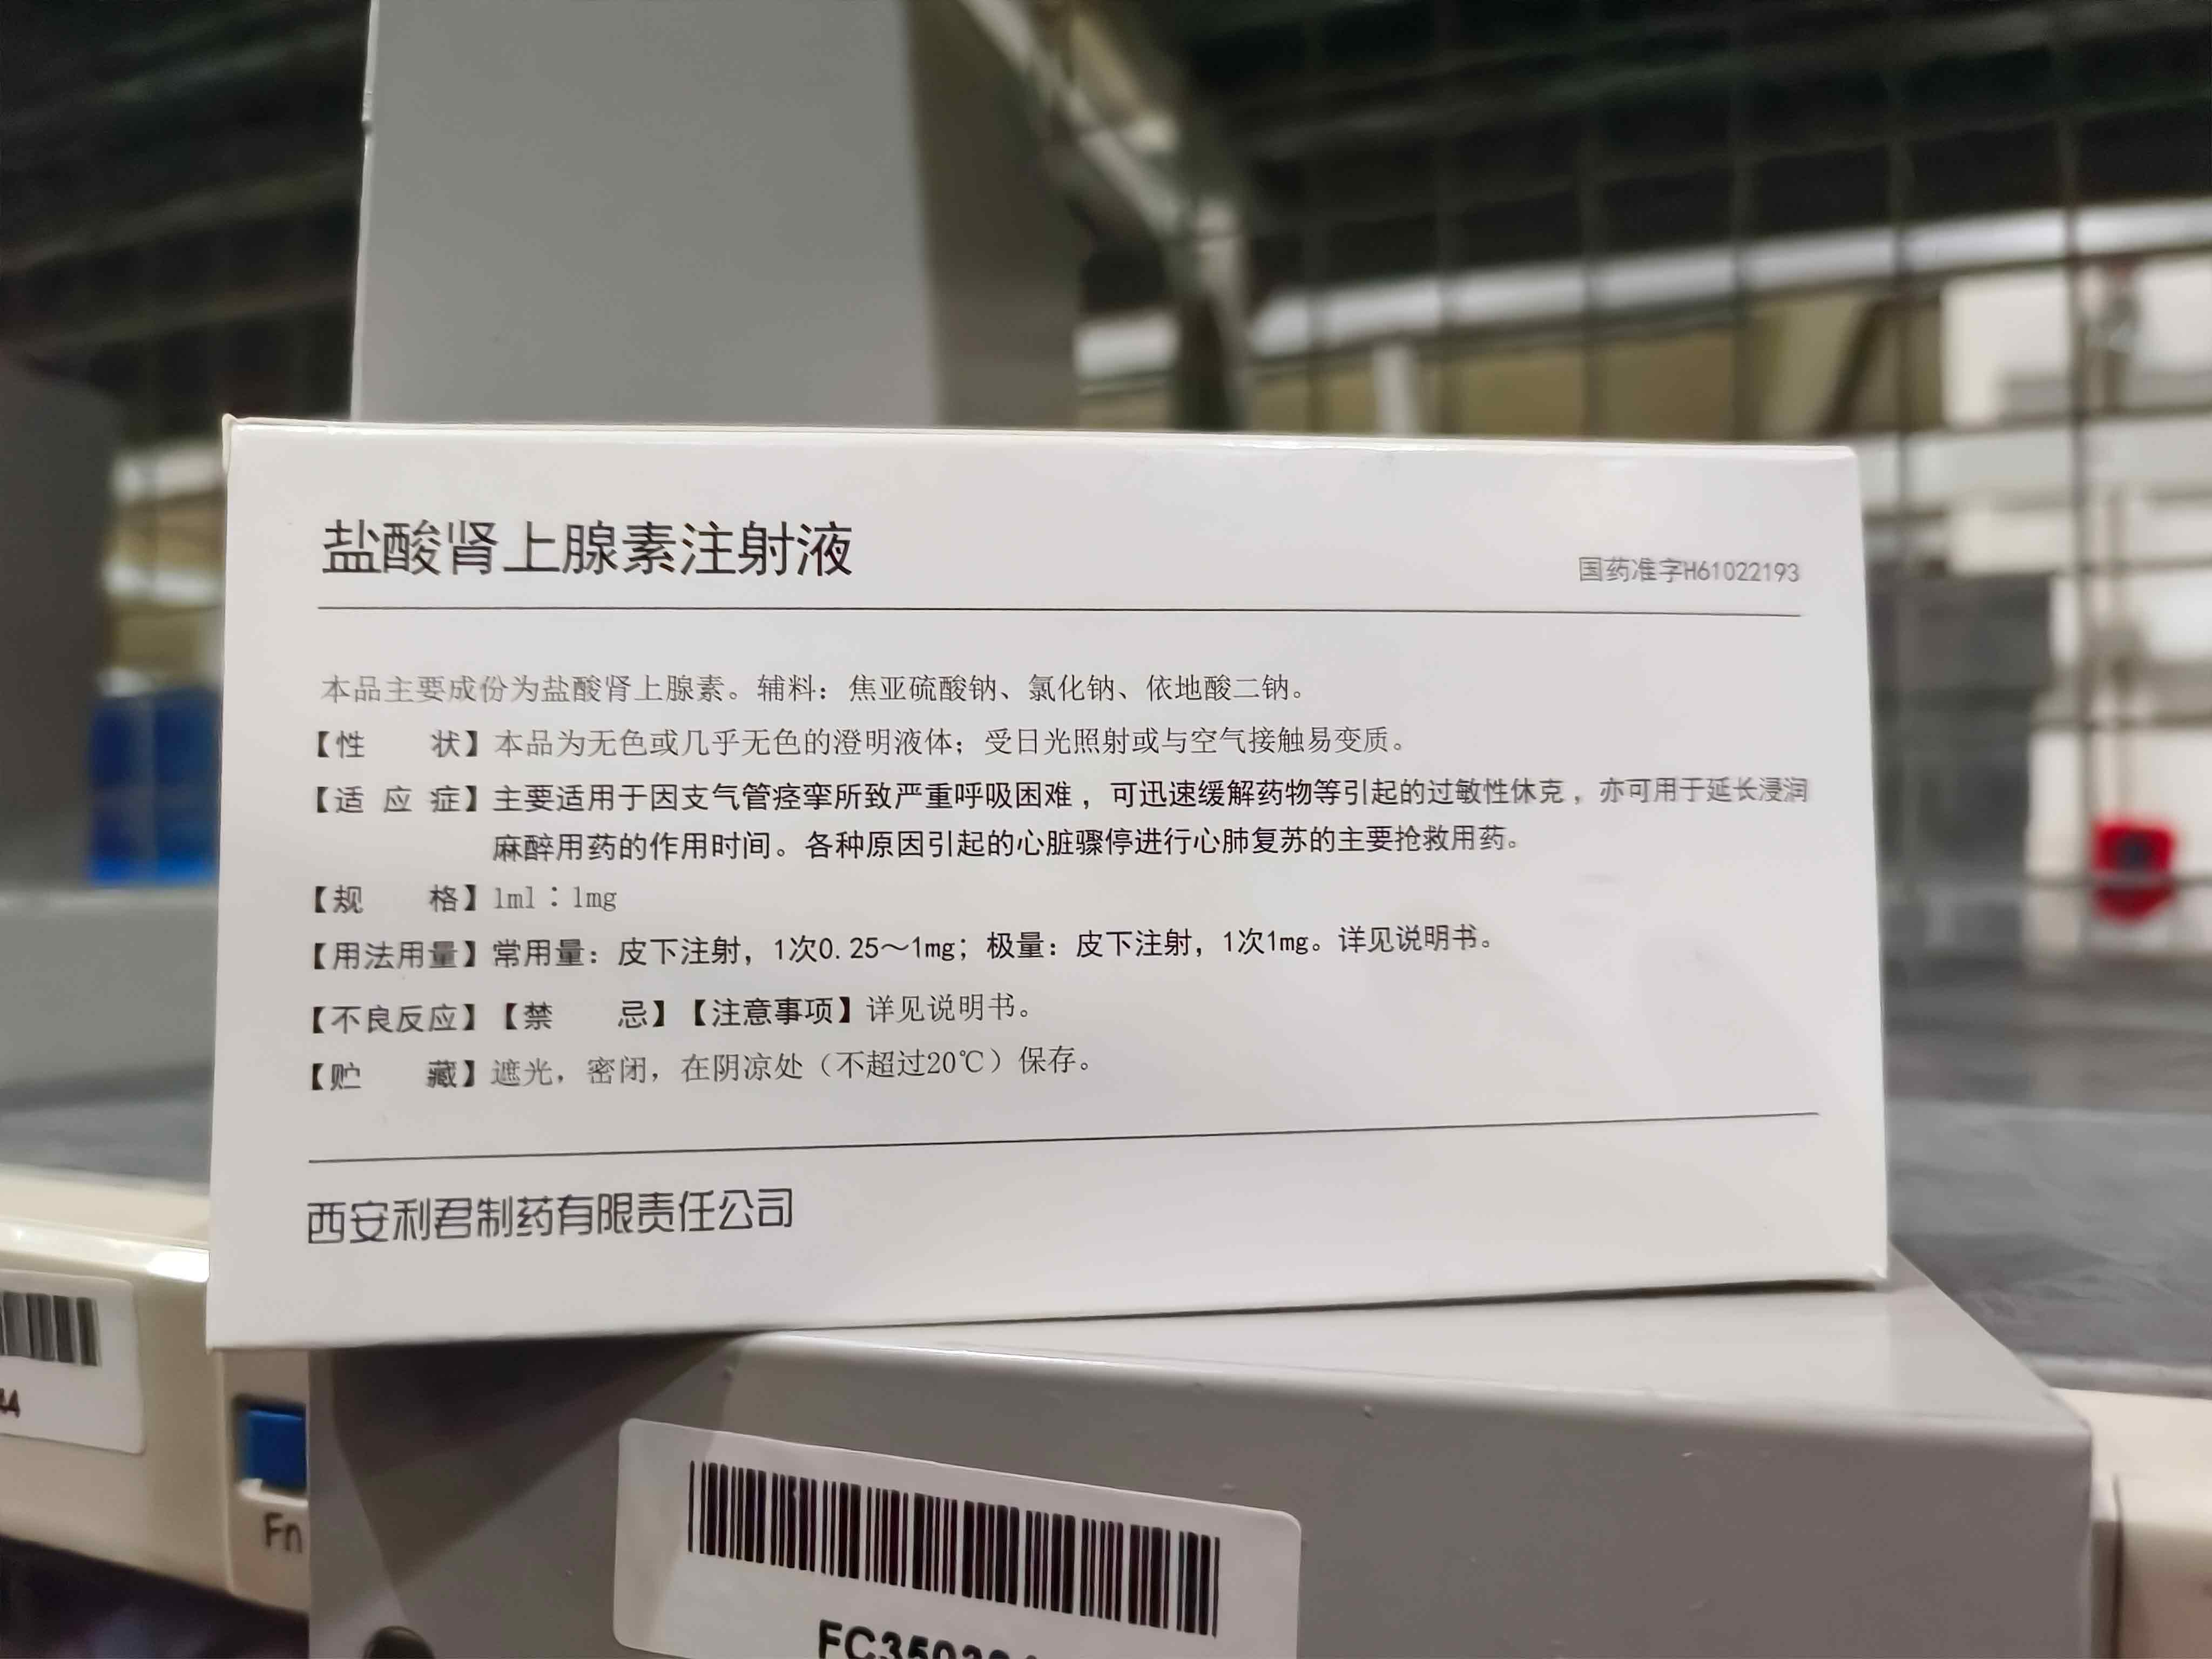 盐酸肾上腺素注射液
国药准字H61022193
本品主要成份为盐酸肾上腺素。辅料：焦亚硫酸钠、氯化钠、依地酸二钠。
【性 状】本品为无色或几乎无色的澄明液体；受日光照射或与空气接触易变质。
【适 应 症】主要适用于因支气管痉挛所致严重呼吸困难，可迅速缓解药物等引起的过敏性休克，亦可用于延长浸润
麻醉用药的作用时间。各种原因引起的心脏骤停进行心肺复苏的主要抢救用药。
【规 格】1ml：1mg
【用法用量】常用量：皮下注射，1次0.25～1mg；极量：皮下注射，1次1mg。详见说明书。
【不良反应】【禁 忌】【注意事项】详见说明书。
【贮 藏】遮光，密闭，在阴凉处（不超过20℃）保存。
西安利君制药有限责任公司
44
Fn